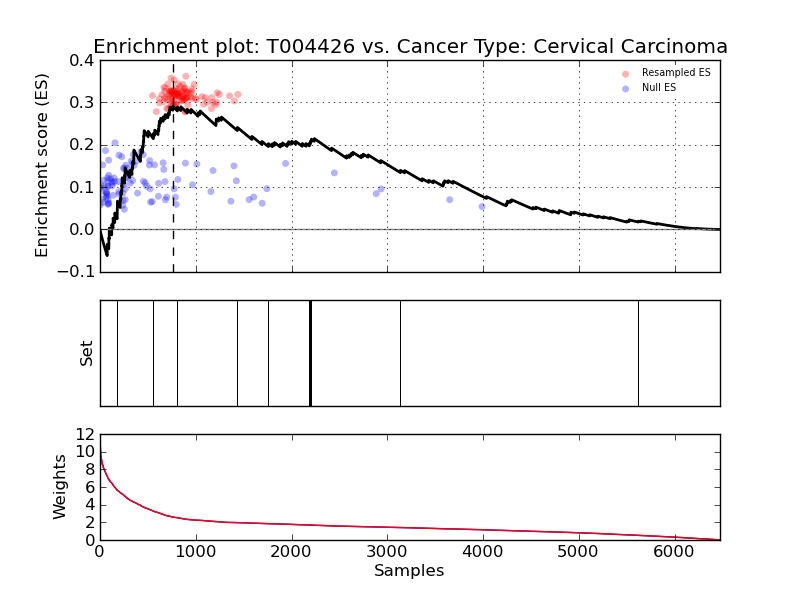 Enrichment plot: T004426 vs. Cancer Type: Cervical Carcinoma
Enrichment score (ES)
0.4
0.3
0.2
0.1
0.0
−0.1
Resampled ES
Null ES
Set
Weights
12
10
8
6
4
2
0
0 1000 2000 3000 4000 5000 6000
Samples